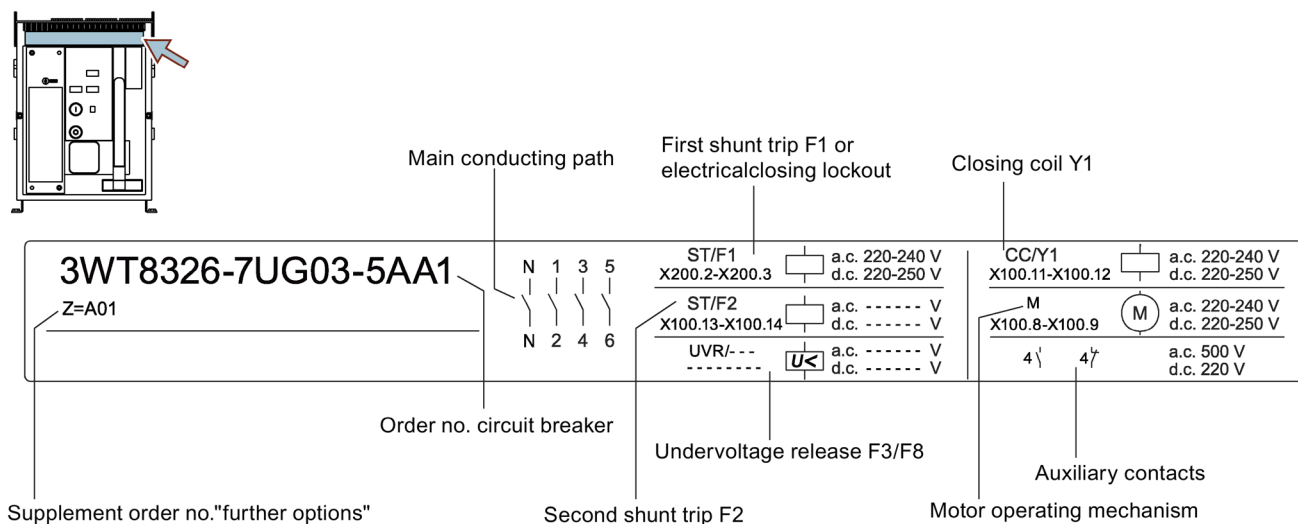 Main conducting path
First shunt trip F1 or
electricalclosing lockout
Closing coil Y1
3WT8326-7UG03-5AA1
Z=A01
N 1 3 5
N 2 4 6
ST/F1
X200.2-X200.3
a.c. 220-240 V
d.c. 220-250 V
ST/F2
X100.13-X100.14
a.c. ------ V
d.c. ------ V
UVR/---
--------
U<
a.c. ------ V
d.c. ------ V
CC/Y1
X100.11-X100.12
a.c. 220-240 V
d.c. 220-250 V
M
X100.8-X100.9
M
a.c. 220-240 V
d.c. 220-250 V
4 4
a.c. 500 V
d.c. 220 V
Order no. circuit breaker
Undervoltage release F3/F8
Auxiliary contacts
Supplement order no."further options"
Second shunt trip F2
Motor operating mechanism